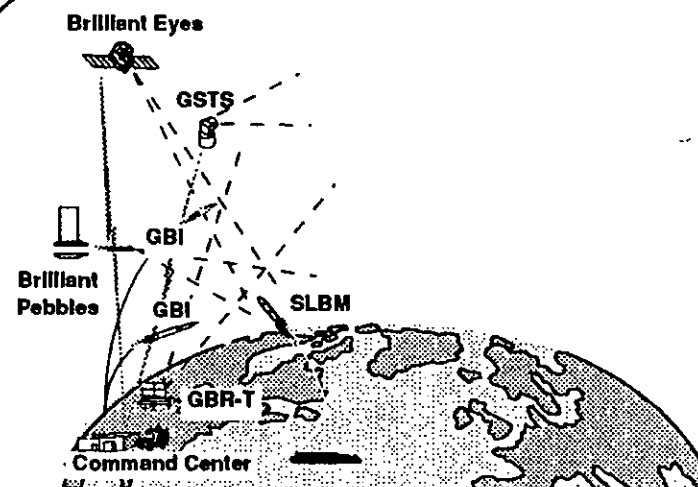 Brilliant Eyes
GSTS
GBI
Brilliant
Pebbles
GBI
SLBM
GBR-T
Command Center